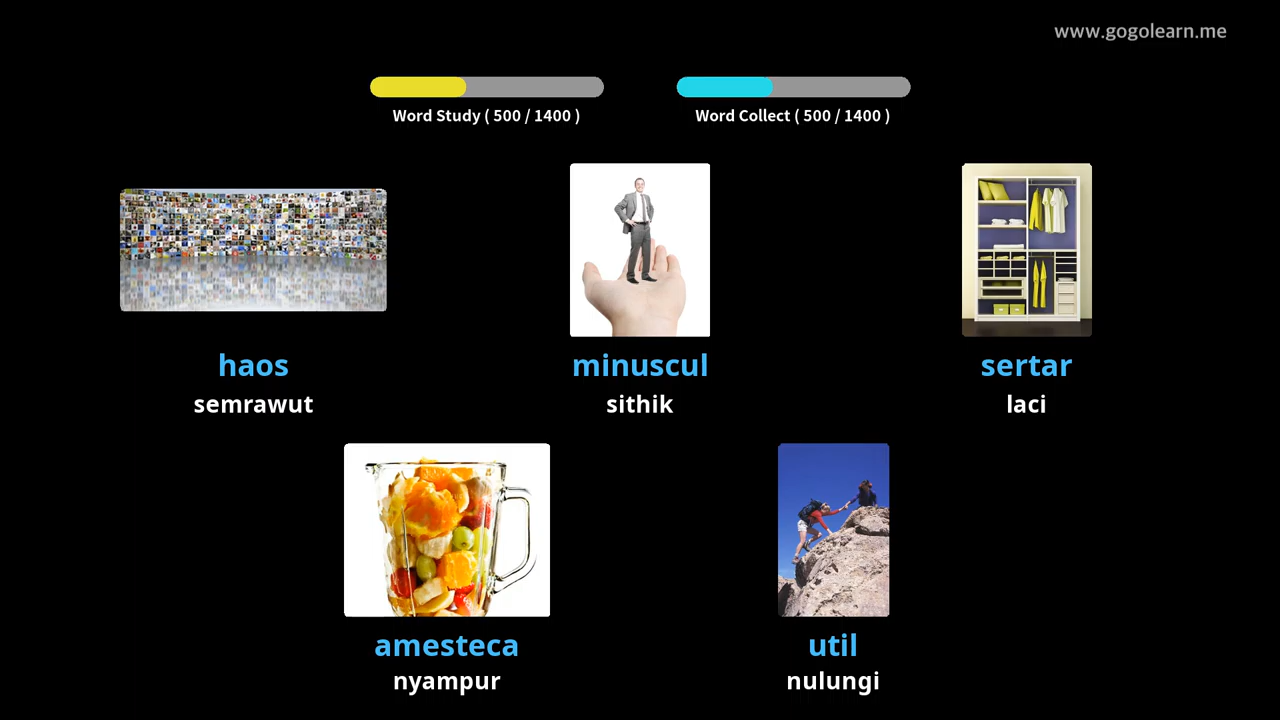 www.gogolearn.me
Word Study ( 500 / 1400 )
Word Collect ( 500 / 1400 )
haos
semrawut
minuscul
sithik
sertar
laci
amesteca
nyampur
util
nulungi